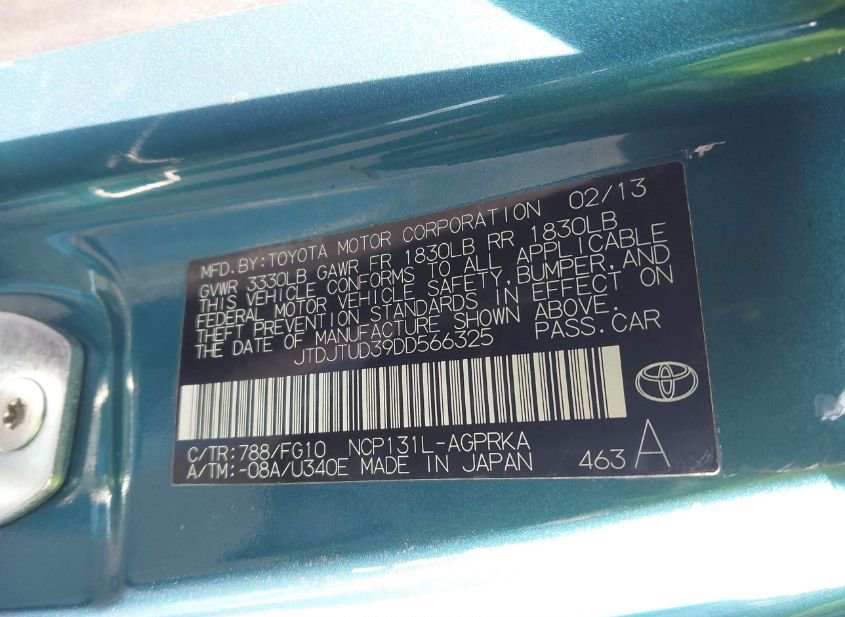 MFD.BY:TOYOTA MOTOR CORPORATION 02/13
GVWR 3330LB GAWR FR 1830LB RR 1830LB
THIS VEHICLE CONFORMS TO ALL APPLICABLE
FEDERAL MOTOR VEHICLE SAFETY,BUMPER,AND
THEFT PREVENTION STANDARDS IN EFFECT ON
THE DATE OF MANUFACTURE SHOWN ABOVE.
JTDJTUD39DD566325 PASS.CAR
C/TR:788/FG10 NCP131L-AGPRKA
A/TM:-08A/U340E MADE IN JAPAN 463 A